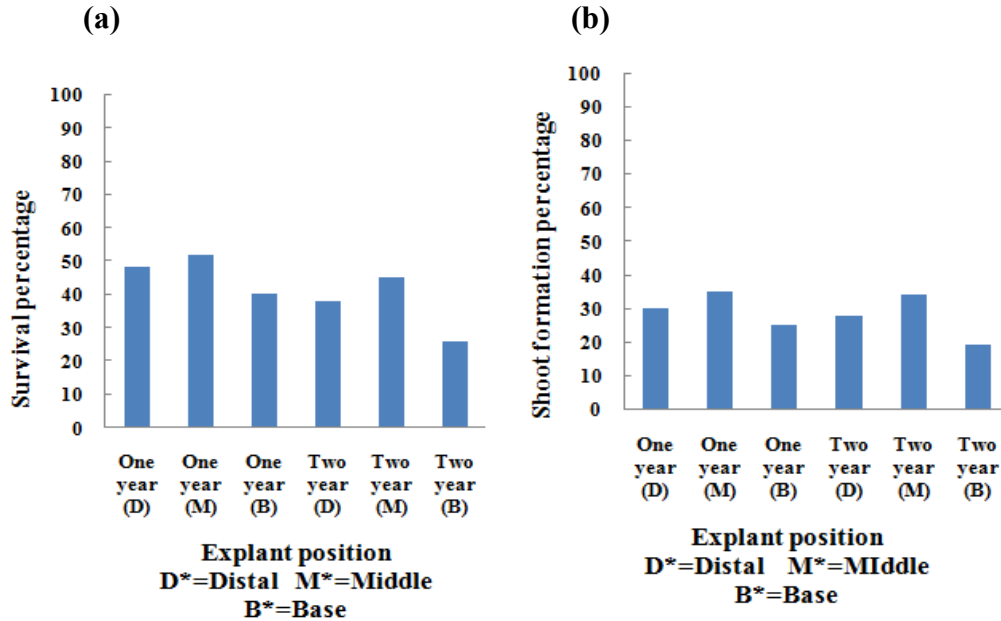 (a)
Survival percentage
100
90
80
70
60
50
40
30
20
10
0
One year (D)
One year (M)
One year (B)
Two year (D)
Two year (M)
Two year (B)
Explant position
D*=Distal M*=Middle
B*=Base
(b)
Shoot formation percentage
100
90
80
70
60
50
40
30
20
10
0
One year (D)
One year (M)
One year (B)
Two year (D)
Two year (M)
Two year (B)
Explant position
D*=Distal M*=MIddle
B*=Base